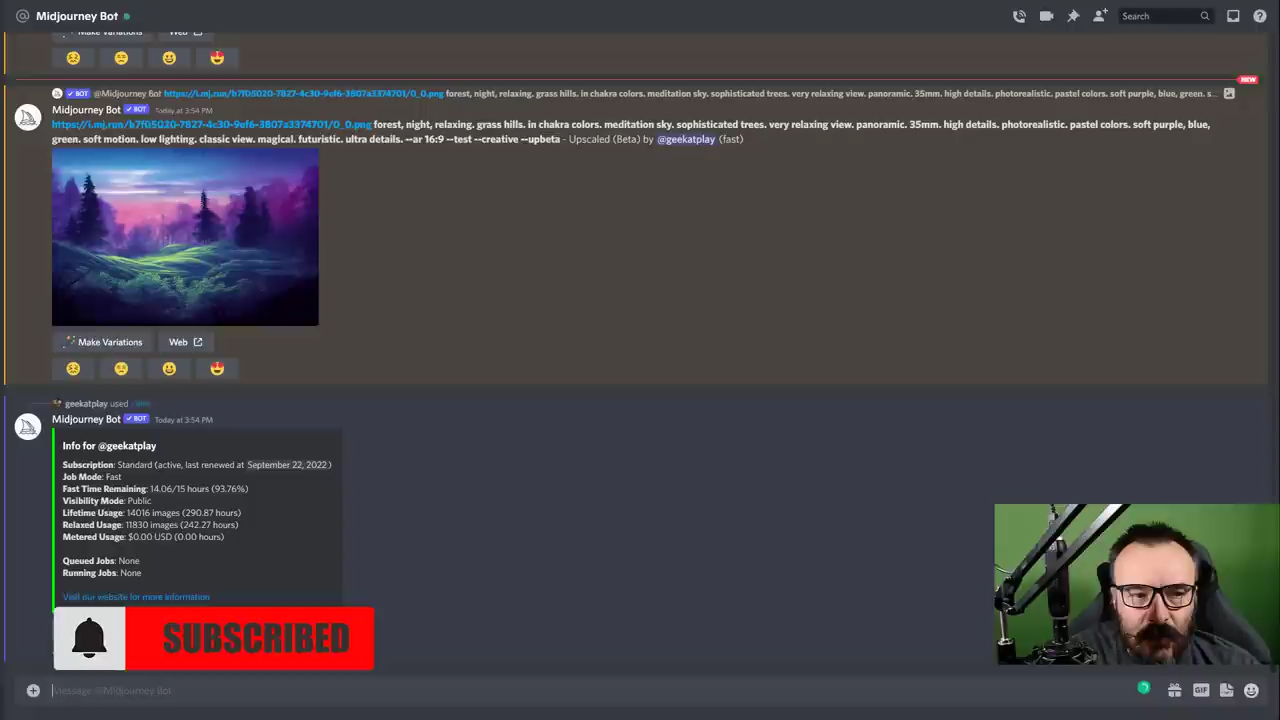 Midjourney Bot
Search
Make Variations
Web
NEW
BOT @Midjourney Bot https://i.mj.run/b7f05020-7827-4c30-9ef6-3807a3374701/0_0.png forest, night, relaxing. grass hills. in chakra colors. meditation sky. sophisticated trees. very relaxing view. panoramic. 35mm. high details. photorealistic. pastel colors. soft purple, blue, green. s...
Midjourney Bot BOT Today at 3:54 PM
https://i.mj.run/b7f05020-7827-4c30-9ef6-3807a3374701/0_0.png forest, night, relaxing. grass hills. in chakra colors. meditation sky. sophisticated trees. very relaxing view. panoramic. 35mm. high details. photorealistic. pastel colors. soft purple, blue,
green. soft motion. low lighting. classic view. magical. futuristic. ultra details. --ar 16:9 --test --creative --upbeta - Upscaled (Beta) by @geekatplay (fast)
Make Variations
Web
geekatplay used
Midjourney Bot BOT Today at 3:54 PM
Info for @geekatplay
Subscription: Standard (active, last renewed at September 22, 2022)
Job Mode: Fast
Fast Time Remaining: 14.06/15 hours (93.76%)
Visibility Mode: Public
Lifetime Usage: 14016 images (290.87 hours)
Relaxed Usage: 11830 images (242.27 hours)
Metered Usage: $0.00 USD (0.00 hours)
Queued Jobs: None
Running Jobs: None
Visit our website for more information
SUBSCRIBED
Message @Midjourney Bot
GIF